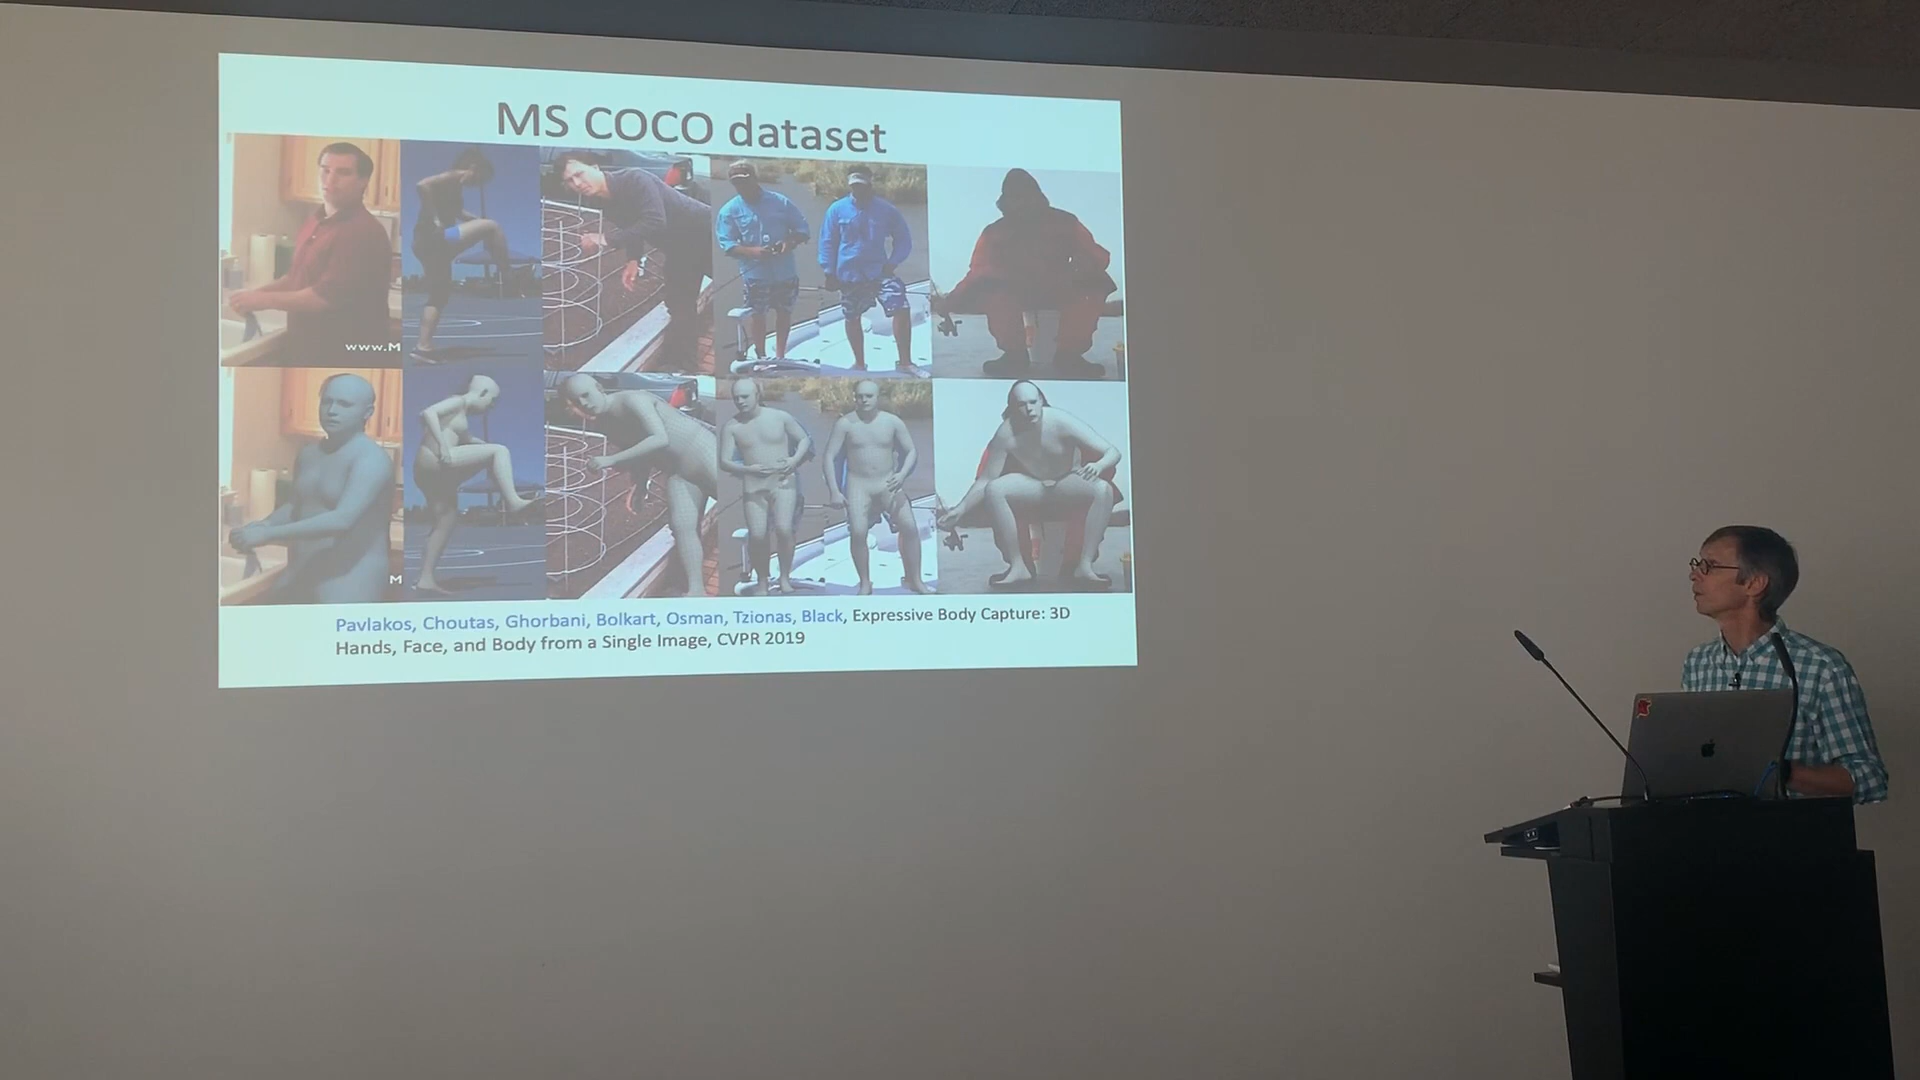 MS COCO dataset
www.M
M
Pavlakos, Choutas, Ghorbani, Bolkart, Osman, Tzionas, Black, Expressive Body Capture: 3D
Hands, Face, and Body from a Single Image, CVPR 2019